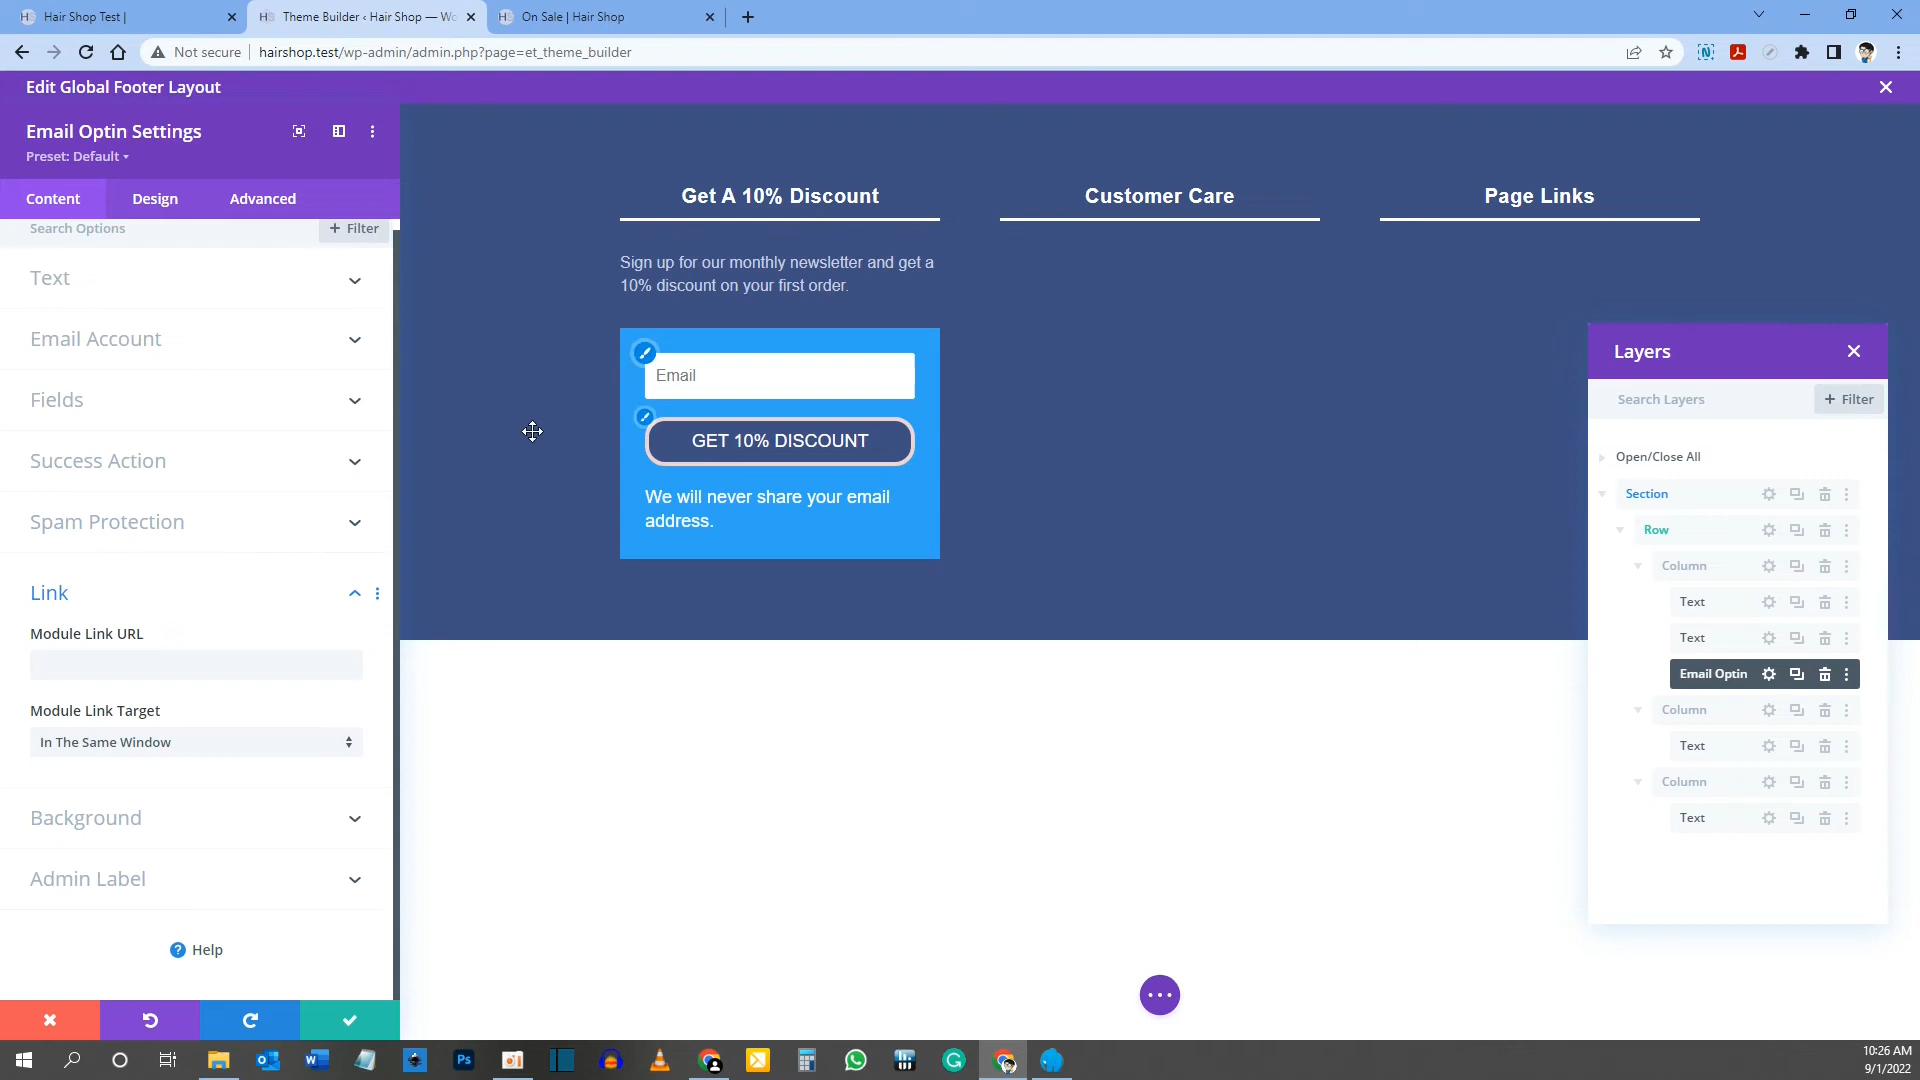 Hair Shop Test |
Theme Builder ‹ Hair Shop — Wo
On Sale | Hair Shop
Not secure
hairshop.test/wp-admin/admin.php?page=et_theme_builder
Edit Global Footer Layout
Email Optin Settings
Preset: Default
Content
Design
Advanced
Search Options
+ Filter
Text
Email Account
Fields
Success Action
Spam Protection
Link
Module Link URL
Module Link Target
In The Same Window
Background
Admin Label
? Help
Get A 10% Discount
Customer Care
Page Links
Sign up for our monthly newsletter and get a
10% discount on your first order.
Email
GET 10% DISCOUNT
We will never share your email
address.
Layers
Search Layers
+ Filter
Open/Close All
Section
Row
Column
Text
Text
Email Optin
Column
Text
Column
Text
10:26 AM
9/1/2022